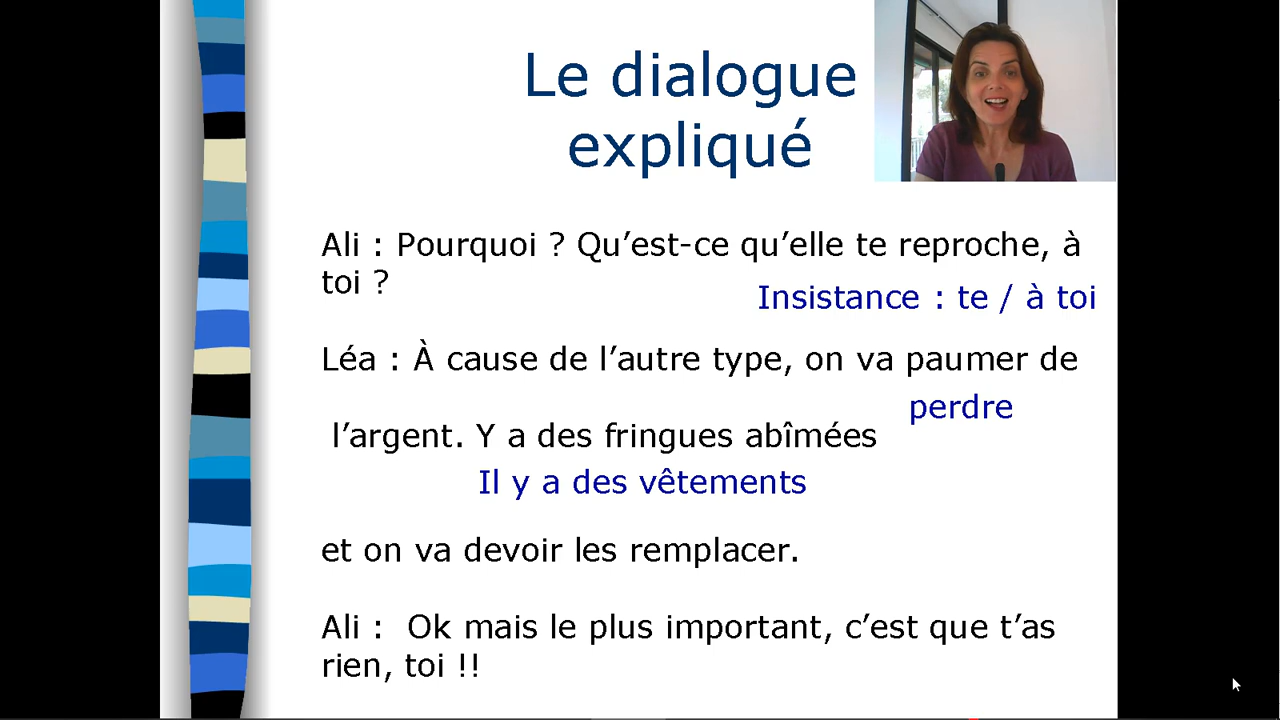 Le dialogue
expliqué
Ali : Pourquoi ? Qu’est-ce qu’elle te reproche, à
toi ?
Insistance : te / à toi
Léa : À cause de l’autre type, on va paumer de
perdre
l’argent. Y a des fringues abîmées
Il y a des vêtements
et on va devoir les remplacer.
Ali :  Ok mais le plus important, c’est que t’as
rien, toi !!